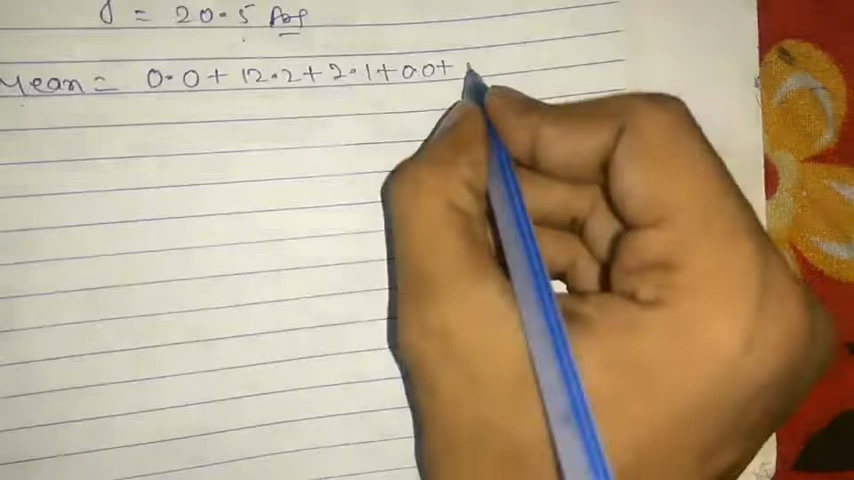 = 20.5 Ans
Mean = 0.0 + 12.2 + 2.1 + 0.0 +